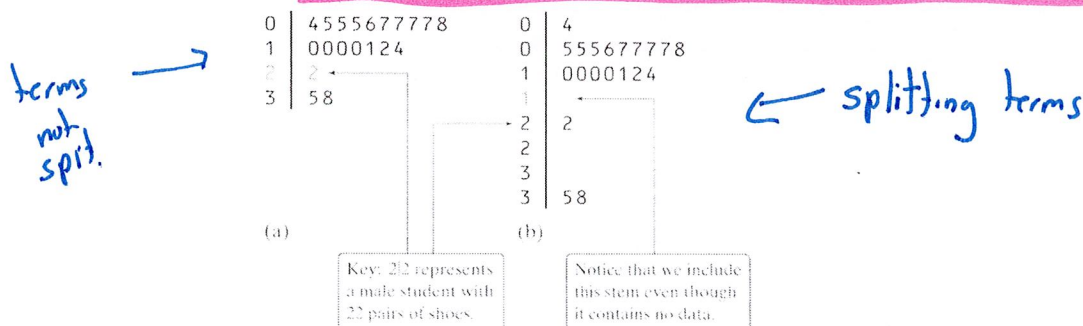 0 | 4555677778
1 | 0000124
2 | 2
3 | 58
(a)
terms
not
split.
0 | 4
0 | 555677778
1 | 0000124
1 |
2 | 2
2 |
3 |
3 | 58
(b)
splitting terms
Key: 2|2 represents
a male student with
22 pairs of shoes.
Notice that we include
this stem even though
it contains no data.